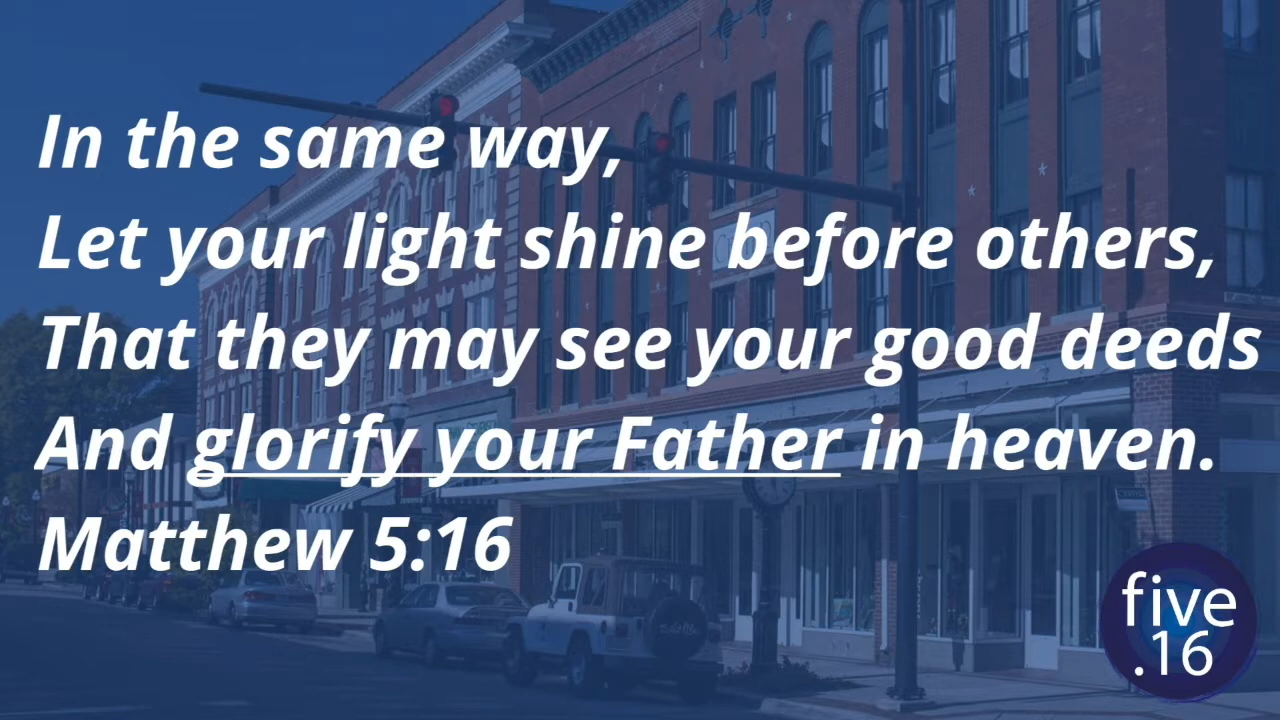 In the same way,
Let your light shine before others,
That they may see your good deeds
And glorify your Father in heaven.
Matthew 5:16
five
.16